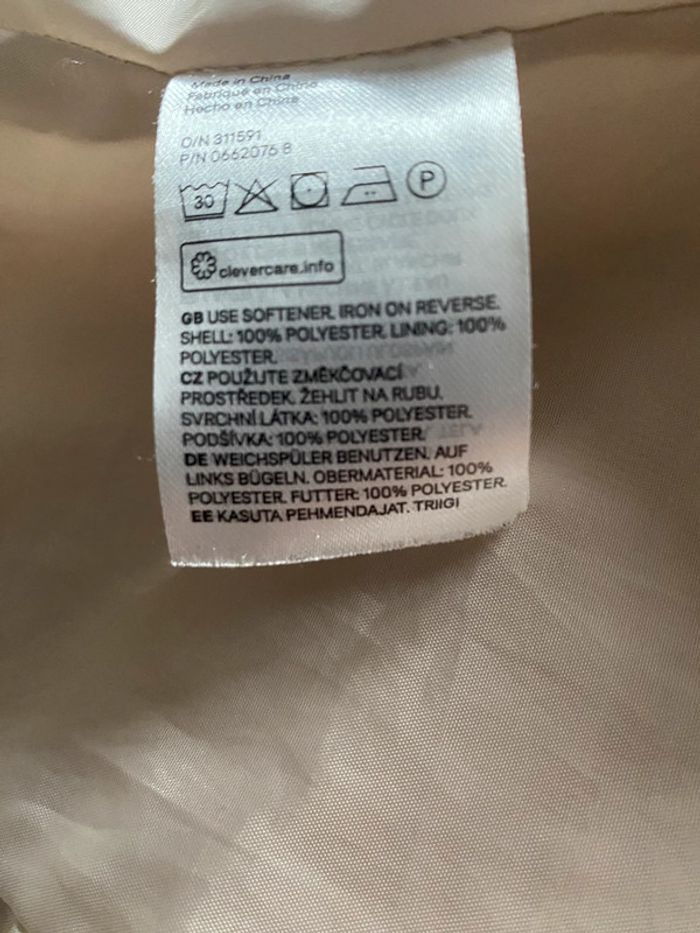 Made in China
Fabriqué en Chine
Hecho en China
O/N 311591
P/N 0662076 8
30
P
clevercare.info
GB USE SOFTENER. IRON ON REVERSE.
SHELL: 100% POLYESTER. LINING: 100%
POLYESTER.
CZ POUŽIJTE ZMĚKČOVACÍ
PROSTŘEDEK. ŽEHLIT NA RUBU.
SVRCHNÍ LÁTKA: 100% POLYESTER.
PODŠÍVKA: 100% POLYESTER.
DE WEICHSPÜLER BENUTZEN. AUF
LINKS BÜGELN. OBERMATERIAL: 100%
POLYESTER. FUTTER: 100% POLYESTER.
EE KASUTA PEHMENDAJAT. TRIIGI